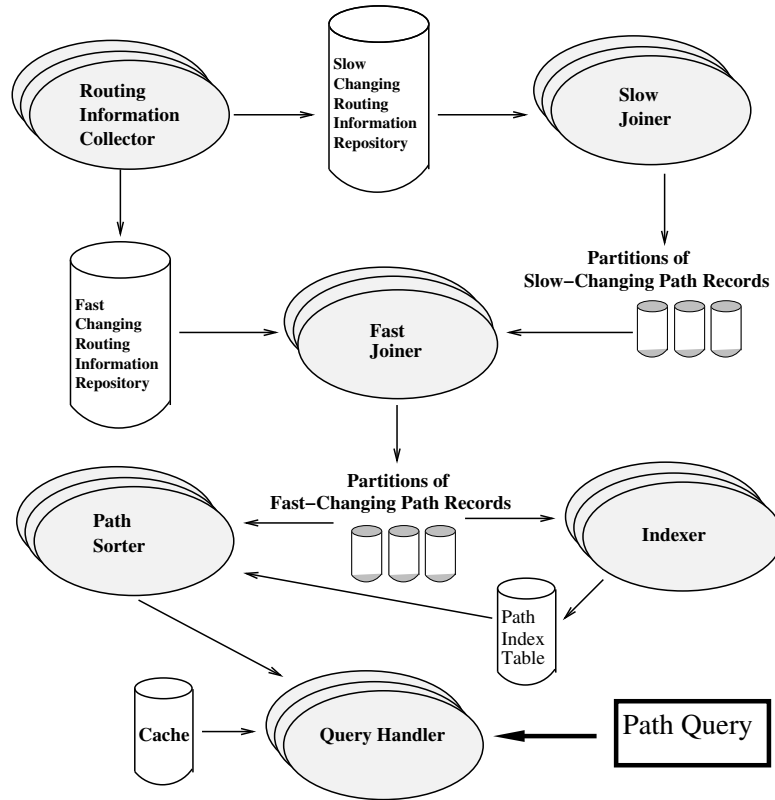 Routing
Information
Collector
Slow
Changing
Routing
Information
Repository
Slow
Joiner
Partitions of
Slow−Changing Path Records
Fast
Changing
Routing
Information
Repository
Fast
Joiner
Partitions of
Fast−Changing Path Records
Path
Sorter
Indexer
Path
Index
Table
Cache
Query Handler
Path Query